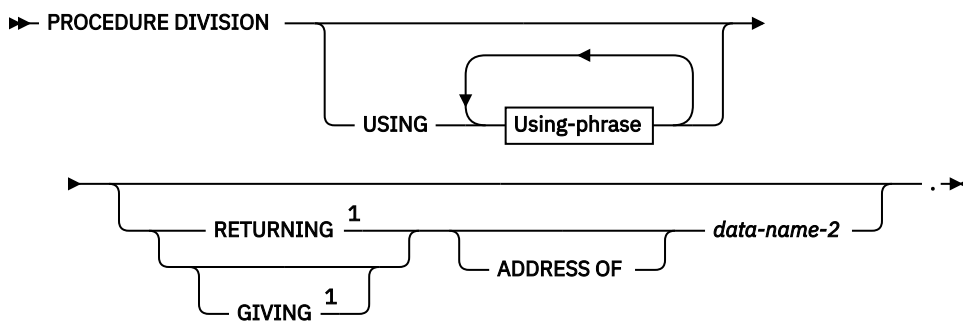 PROCEDURE DIVISION
USING Using-phrase
.
RETURNING 1 data-name-2
ADDRESS OF
GIVING 1